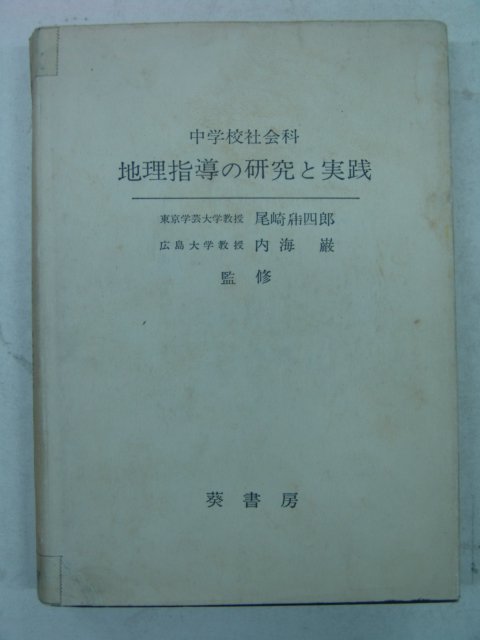 中学校社会科
地理指導の研究と実践
東京学芸大学教授 尾崎乕四郎
広島大学教授 内海 巌
監修
葵書房